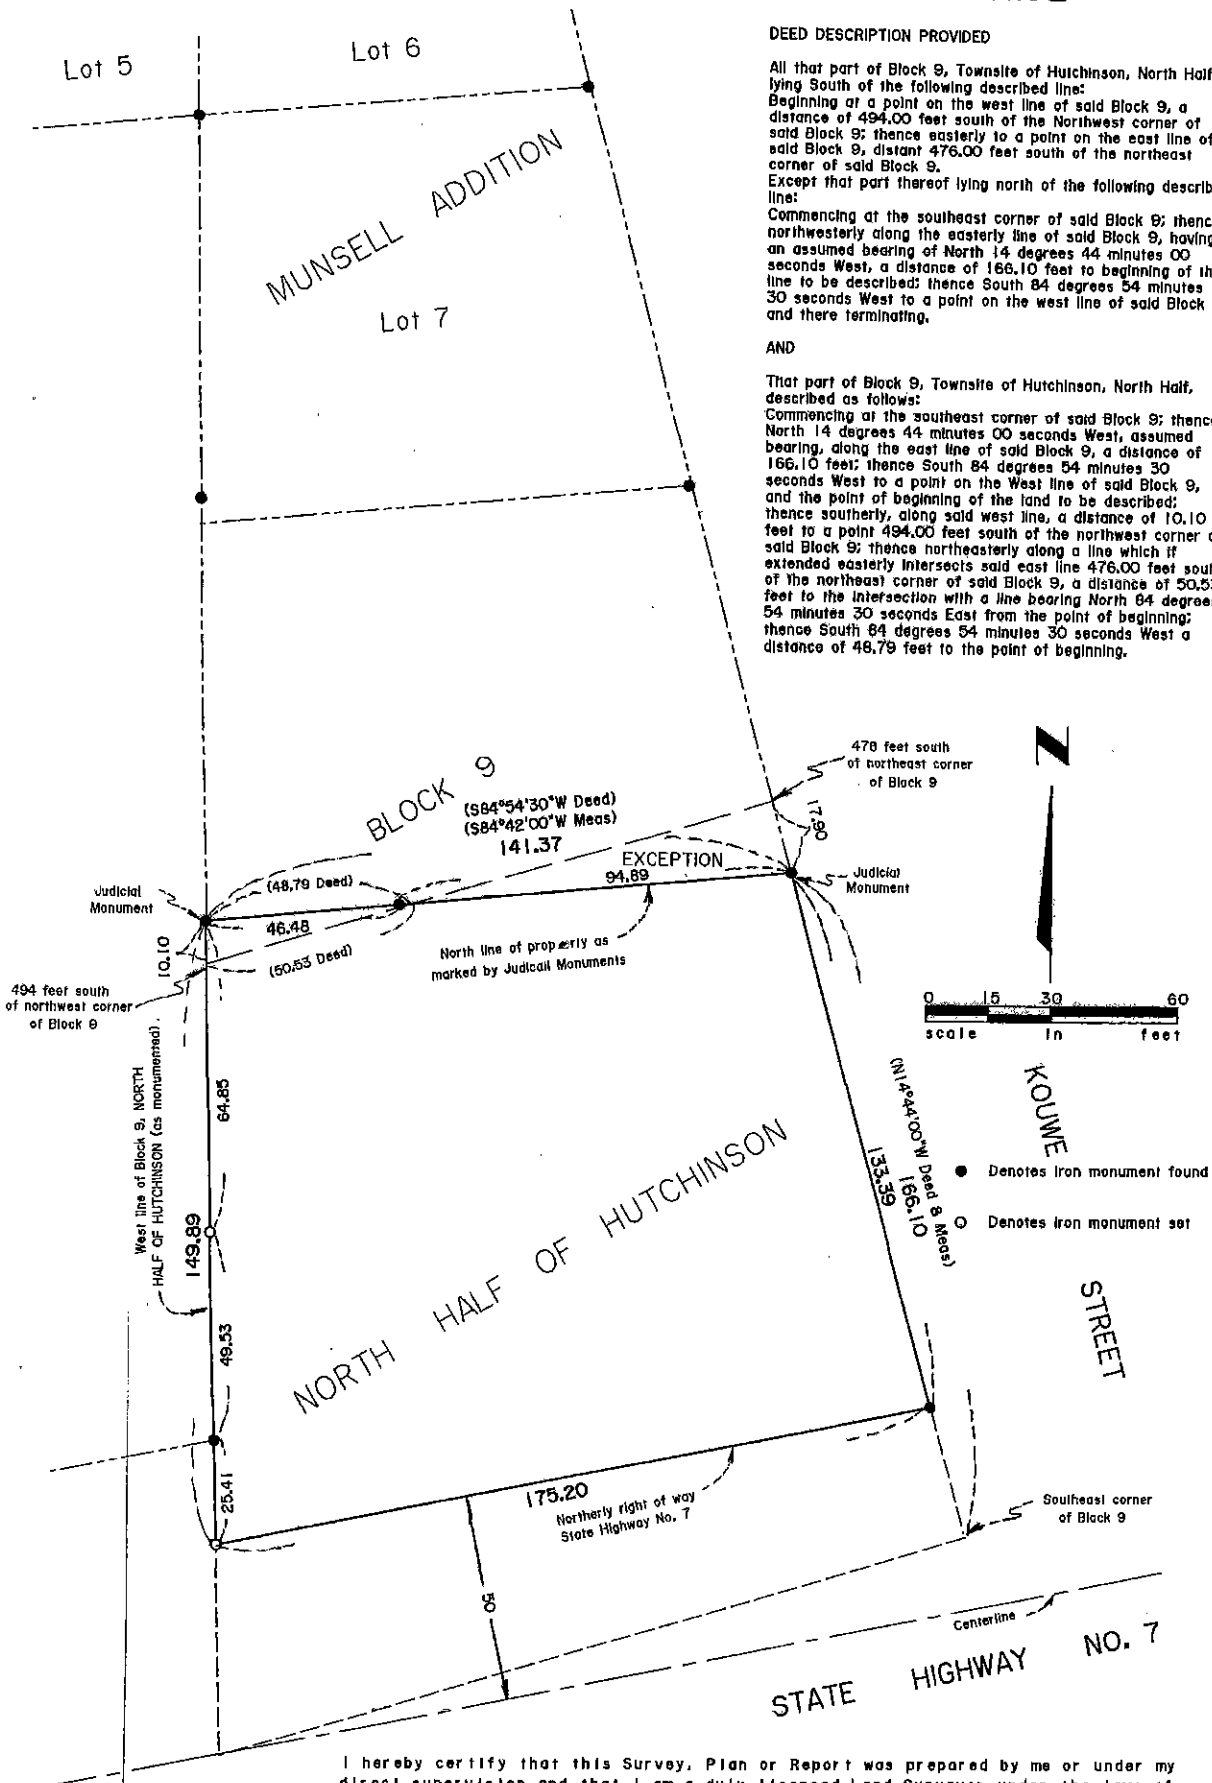 DEED DESCRIPTION PROVIDED
All that part of Block 9, Townsite of Hutchinson, North Half
lying South of the following described line:
Beginning at a point on the west line of said Block 9, a
distance of 494.00 feet south of the Northwest corner of
said Block 9; thence easterly to a point on the east line of
said Block 9, distant 476.00 feet south of the northeast
corner of said Block 9.
Except that part thereof lying north of the following describ
line:
Commencing at the southeast corner of said Block 9; thenc
northwesterly along the easterly line of said Block 9, having
an assumed bearing of North 14 degrees 44 minutes 00
seconds West, a distance of 166.10 feet to beginning of th
line to be described; thence South 84 degrees 54 minutes
30 seconds West to a point on the west line of said Block
and there terminating.
AND
That part of Block 9, Townsite of Hutchinson, North Half,
described as follows:
Commencing at the southeast corner of said Block 9; thence
North 14 degrees 44 minutes 00 seconds West, assumed
bearing, along the east line of said Block 9, a distance of
166.10 feet; thence South 84 degrees 54 minutes 30
seconds West to a point on the West line of said Block 9,
and the point of beginning of the land to be described;
thence southerly, along said west line, a distance of 10.10
feet to a point 494.00 feet south of the northwest corner o
said Block 9; thence northeasterly along a line which if
extended easterly intersects said east line 476.00 feet sout
of the northeast corner of said Block 9, a distance of 50.53
feet to the intersection with a line bearing North 84 degree
54 minutes 30 seconds East from the point of beginning;
thence South 84 degrees 54 minutes 30 seconds West a
distance of 48.79 feet to the point of beginning.
Lot 5
Lot 6
MUNSELL ADDITION
Lot 7
BLOCK 9
(S84°54'30"W Deed)
(S84°42'00"W Meas)
141.37
476 feet south
of northeast corner
of Block 9
17.90
N
EXCEPTION
94.89
Judicial
Monument
Judicial
Monument
(48.79 Deed)
46.48
(50.53 Deed)
10.10
North line of property as
marked by Judicail Monuments
494 feet south
of northwest corner
of Block 9
0 15 30 60
scale in feet
West line of Block 9, NORTH
HALF OF HUTCHINSON (as monumented).
149.89
64.85
49.53
25.41
(N14°44'00"W Deed & Meas)
166.10
133.39
KOUWE
STREET
Denotes iron monument found
Denotes iron monument set
NORTH HALF OF HUTCHINSON
175.20
Northerly right of way
State Highway No. 7
50
Southeast corner
of Block 9
Centerline
STATE HIGHWAY NO. 7
I hereby certify that this Survey, Plan or Report was prepared by me or under my